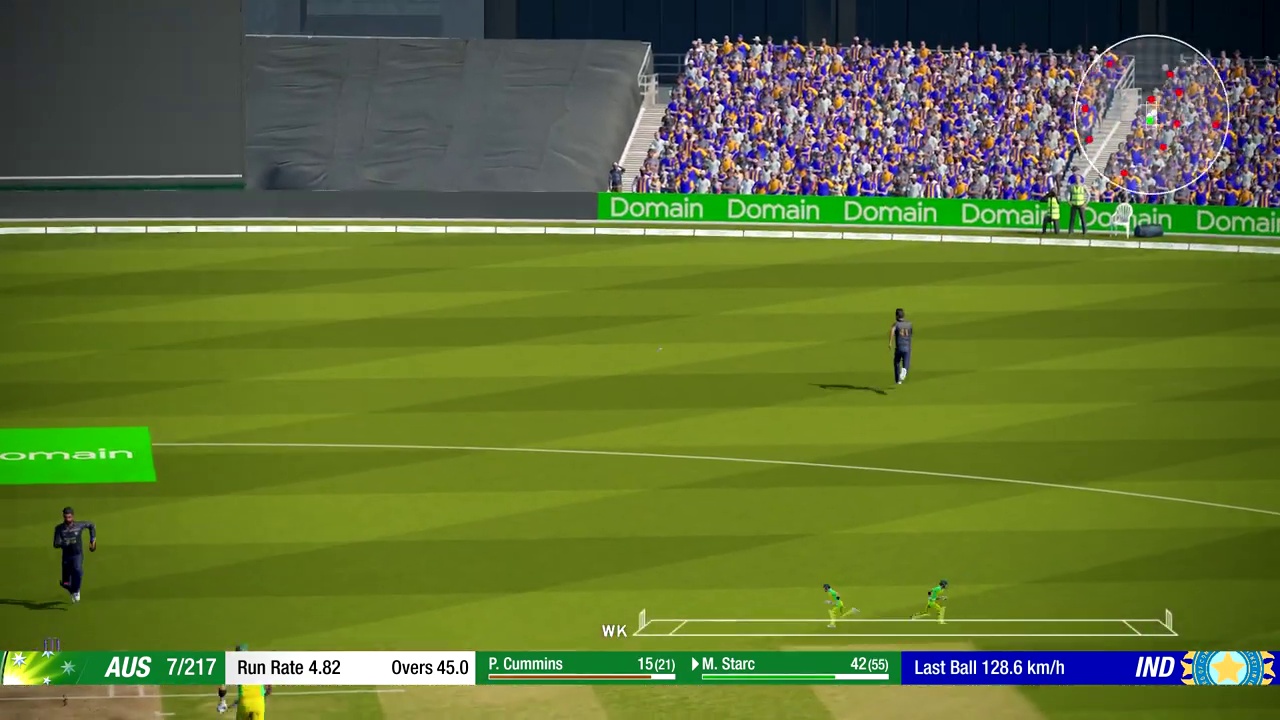 Domain Domain Domain Domain Domain Domain
omain
WK
AUS 7/217 Run Rate 4.82 Overs 45.0 P. Cummins 15 (21) M. Starc 42 (55) Last Ball 128.6 km/h IND